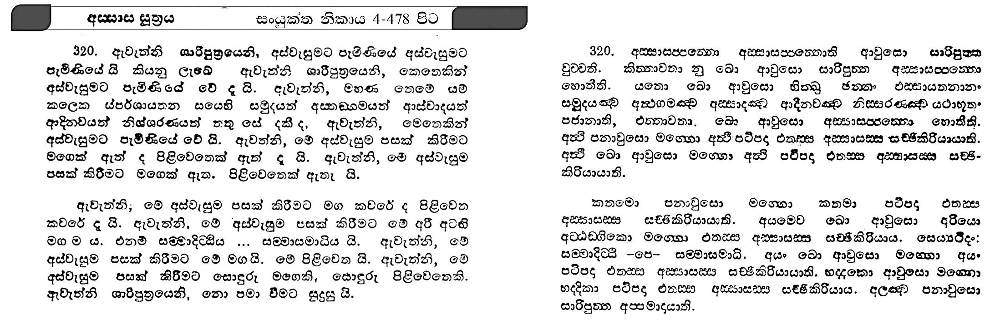 අස්සාස සූත්‍රය	සංයුක්ත නිකාය 4-478 පිට
320. ඇවැත්නි ශාරීපුත්‍රයෙනි, අස්වැසුමට පැමිණියේ අස්වැසුමට
පැමිණියේ යි කියනු ලැබේ ඇවැත්නි ශාරීපුත්‍රයෙනි, කෙතෙකින්
අස්වැසුමට පැමිණියේ වේ දැ යි. ඇවැත්නි, මහණ තෙමේ යම්
කලෙක ස්පර්ශායතන සයෙහි සමුදයත් අස්තඞ්ගමයත් ආස්වාදයත්
ආදිනවයත් නිශ්ශරණයත් තතු සේ දකී ද, ඇවැත්නි, මෙතෙකින්
අස්වැසුමට පැමිණියේ වේ යි. ඇවත්නි, මේ අස්වැසුම පසක් කිරීමට
මගෙක් ඇත් ද පිළිවෙතෙක් ඇත් දැ යි. ඇවැත්නි, මේ අස්වැසුම
පසක් කිරීමට මගෙක් ඇත. පිළිවෙතෙක් ඇතැ යි.
ඇවැත්නි, මේ අස්වැසුම පසක් කිරීමට මග කවරේ ද පිළිවෙත
කවරේ දැ යි. ඇවැත්නි, මේ අස්වැසුම පසක් කිරීමට මේ අරී අටඟි
මග ම ය. එනම් සම්මාදිට්ඨිය ... සම්මාසමාධිය යි. ඇවැත්නි, මේ
අස්වැසුම පසක් කිරීමට මේ මග යි. මේ පිළිවෙත යි. ඇවැත්නි, මේ
අස්වැසුම පසක් කිරීමට සොඳුරු මගෙකි, සොඳුරු පිළිවෙතෙකි.
ඇවැත්නි ශාරිපුත්‍රයෙනි, නො පමා වීමට සුදුසු යි.
320. අස්සාසප්පත්තො අස්සාසප්පත්තොති ආවුසො සාරිපුත්ත
වුච්චති. කිත්තාවතා නු ඛො ආවුසො සාරිපුත්ත අස්සාසප්පත්තො
හොතීති. යතො ඛො ආවුසො භික්ඛු ඡන්නං ඵස්සායතනානං
සමුදයඤ්ච අත්ථගමඤ්ච අස්සාදඤ්ච ආදීනවඤ්ච නිස්සරණඤ්ච යථාභූතං
පජානාති, එත්තාවතා. ඛො ආවුසො අස්සාසප්පත්තො හොතීති.
අත්ථි පනාවුසො මග්ගො අත්ථි පටිපදා එතස්ස අස්සාසස්ස සච්ඡිකිරියායාති.
අත්ථි ඛො ආවුසො මග්ගො අත්ථි පටිපදා එතස්ස අස්සාසස්ස සච්ඡි-
කිරියායාති.
කතමො පනාවුසො මග්ගො කතමා පටිපදා එතස්ස
අස්සාසස්ස සච්ඡිකිරියායාති. අයමෙව ඛො ආවුසො අරියො
අට්ඨඞ්ගිකො මග්ගො එතස්ස අස්සාසස්ස සච්ඡිකිරියාය. සෙය්‍යථිදං:
සම්මාදිට්ඨි –පෙ– සම්මාසමාධි. අයං ඛො ආවුසො මග්ගො අයං
පටිපදා එතස්ස අස්සාසස්ස සච්ඡිකිරියායාති. භද්දකො ආවුසො මග්ගො
භද්දිකා පටිපදා එතස්ස අස්සාසස්ස සච්ඡිකිරියාය. අලඤ්ච පනාවුසො
සාරිපුත්ත අප්පමාදායාති.